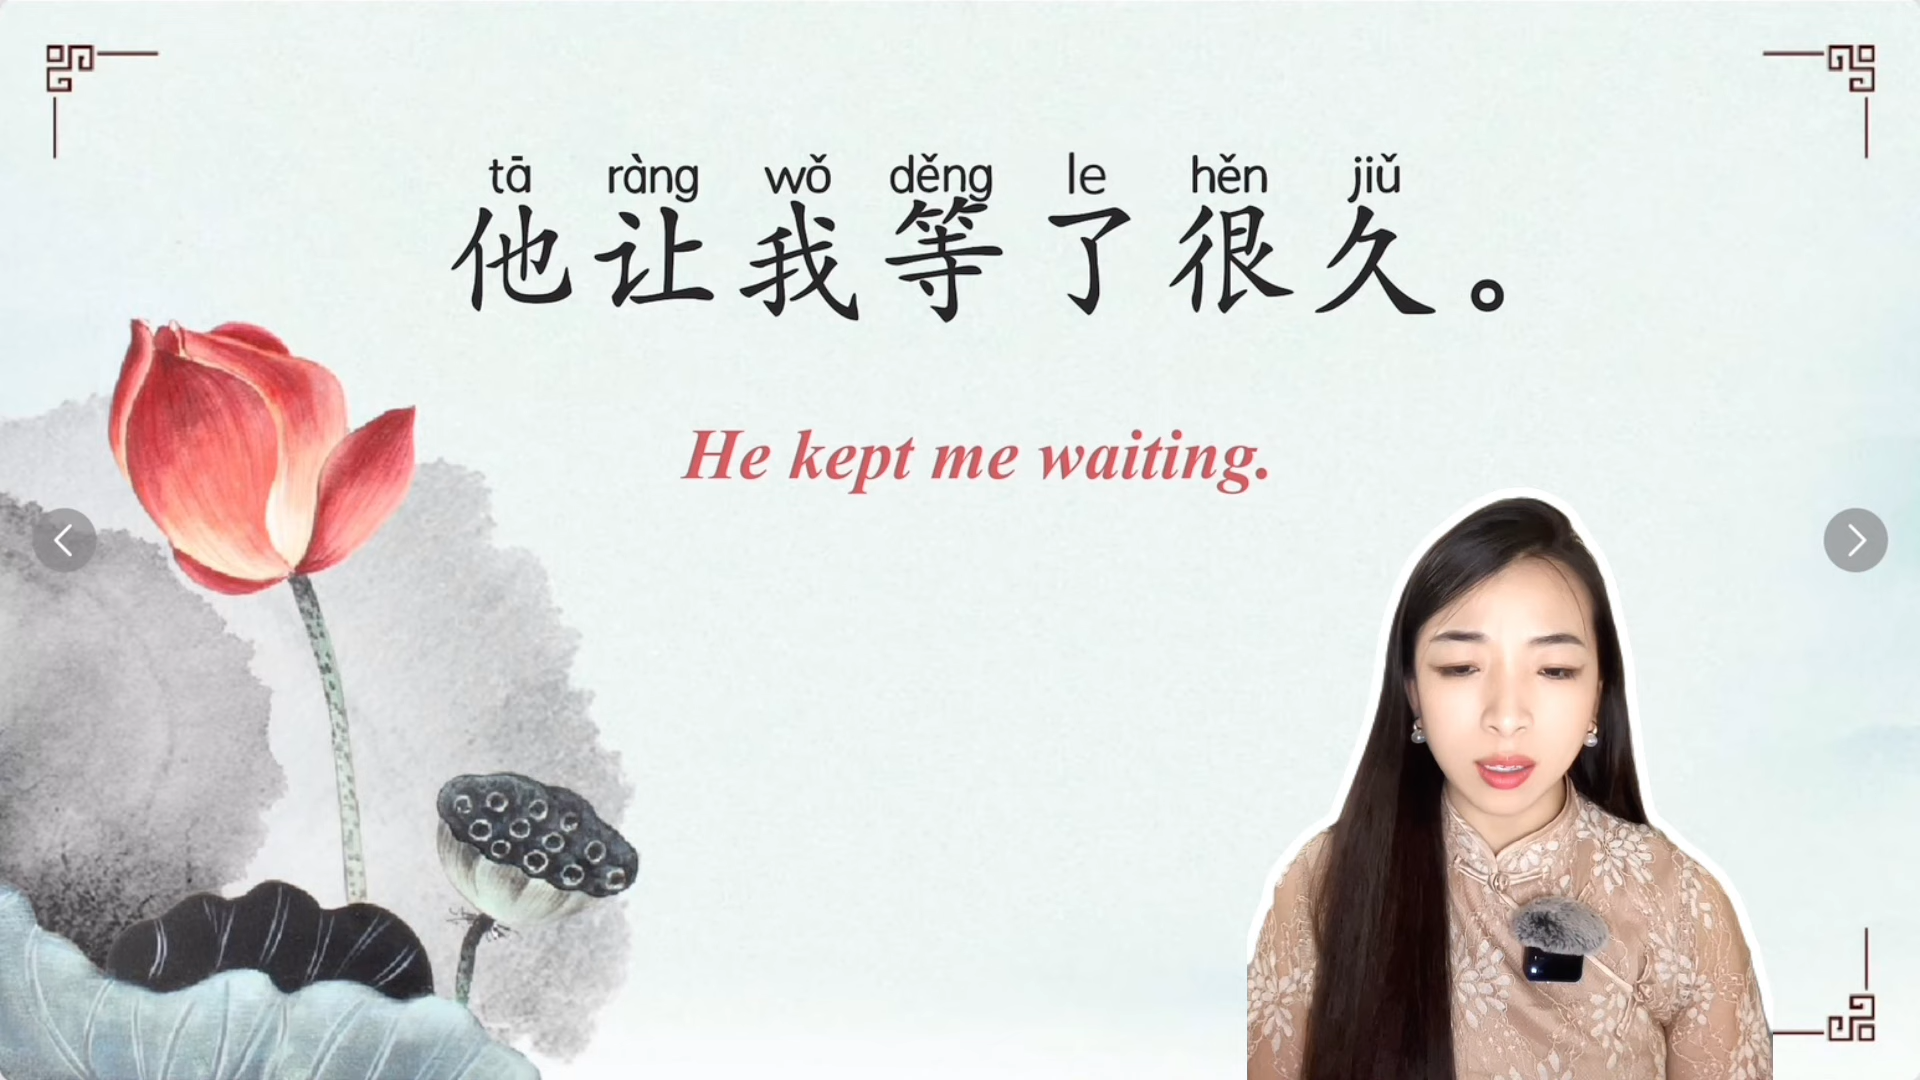 tā ràng wǒ děng le hěn jiǔ
他让我等了很久。
He kept me waiting.